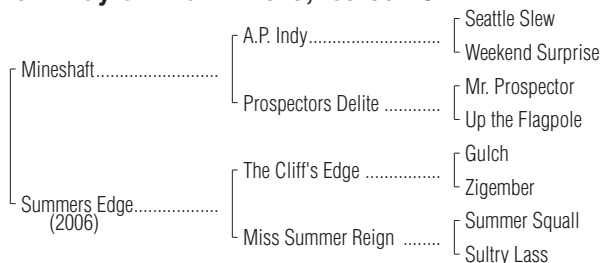 Seattle Slew
A.P. Indy..........................
Weekend Surprise
Mineshaft........................
Mr. Prospector
Prospectors Delite ............
Up the Flagpole
Gulch
The Cliff's Edge ................
Zigember
Summers Edge.................
(2006)
Summer Squall
Miss Summer Reign ........
Sultry Lass